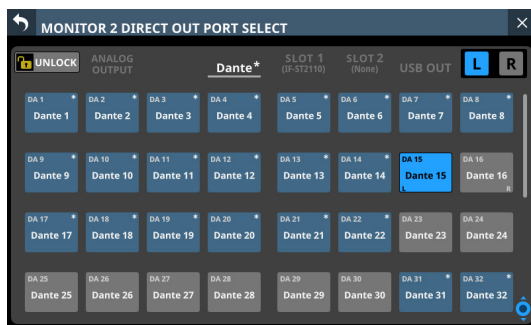 MONITOR 2 DIRECT OUT PORT SELECT
UNLOCK
ANALOG OUTPUT
Dante*
SLOT 1 (IF-ST2110)
SLOT 2 (None)
USB OUT
L
R
DA 1 * DA 2 * DA 3 * DA 4 * DA 5 * DA 6 * DA 7 * DA 8 *
Dante 1 Dante 2 Dante 3 Dante 4 Dante 5 Dante 6 Dante 7 Dante 8
DA 9 * DA 10 * DA 11 * DA 12 * DA 13 * DA 14 * DA 15 DA 16
Dante 9 Dante 10 Dante 11 Dante 12 Dante 13 Dante 14 Dante 15 Dante 16
L R
DA 17 * DA 18 * DA 19 * DA 20 * DA 21 * DA 22 * DA 23 DA 24
Dante 17 Dante 18 Dante 19 Dante 20 Dante 21 Dante 22 Dante 23 Dante 24
DA 25 DA 26 DA 27 DA 28 DA 29 DA 30 DA 31 * DA 32 *
Dante 25 Dante 26 Dante 27 Dante 28 Dante 29 Dante 30 Dante 31 Dante 32